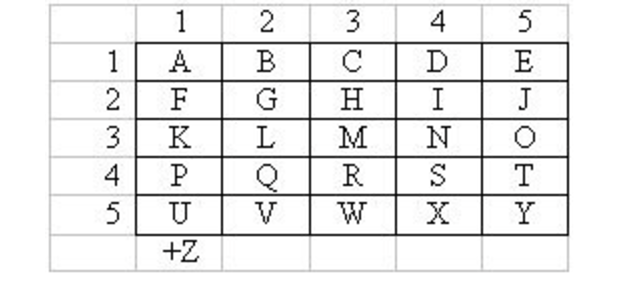 1 2 3 4 5
1 A B C D E
2 F G H I J
3 K L M N O
4 P Q R S T
5 U V W X Y
+Z